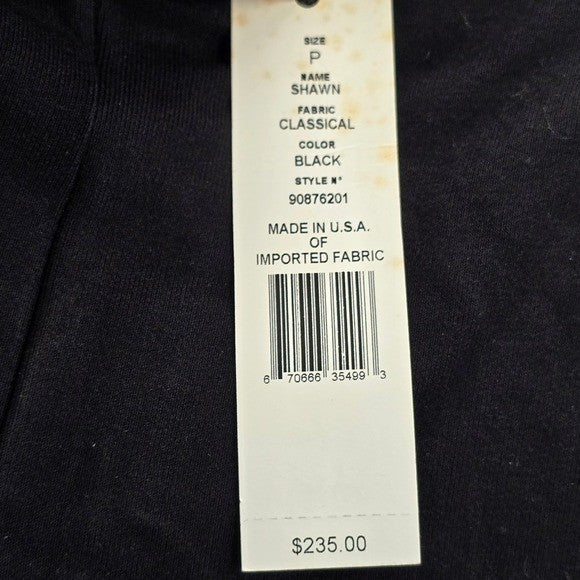 SIZE
P
NAME
SHAWN
FABRIC
CLASSICAL
COLOR
BLACK
STYLE N°
90876201
MADE IN U.S.A.
OF
IMPORTED FABRIC
6 70666 35499 3
$235.00